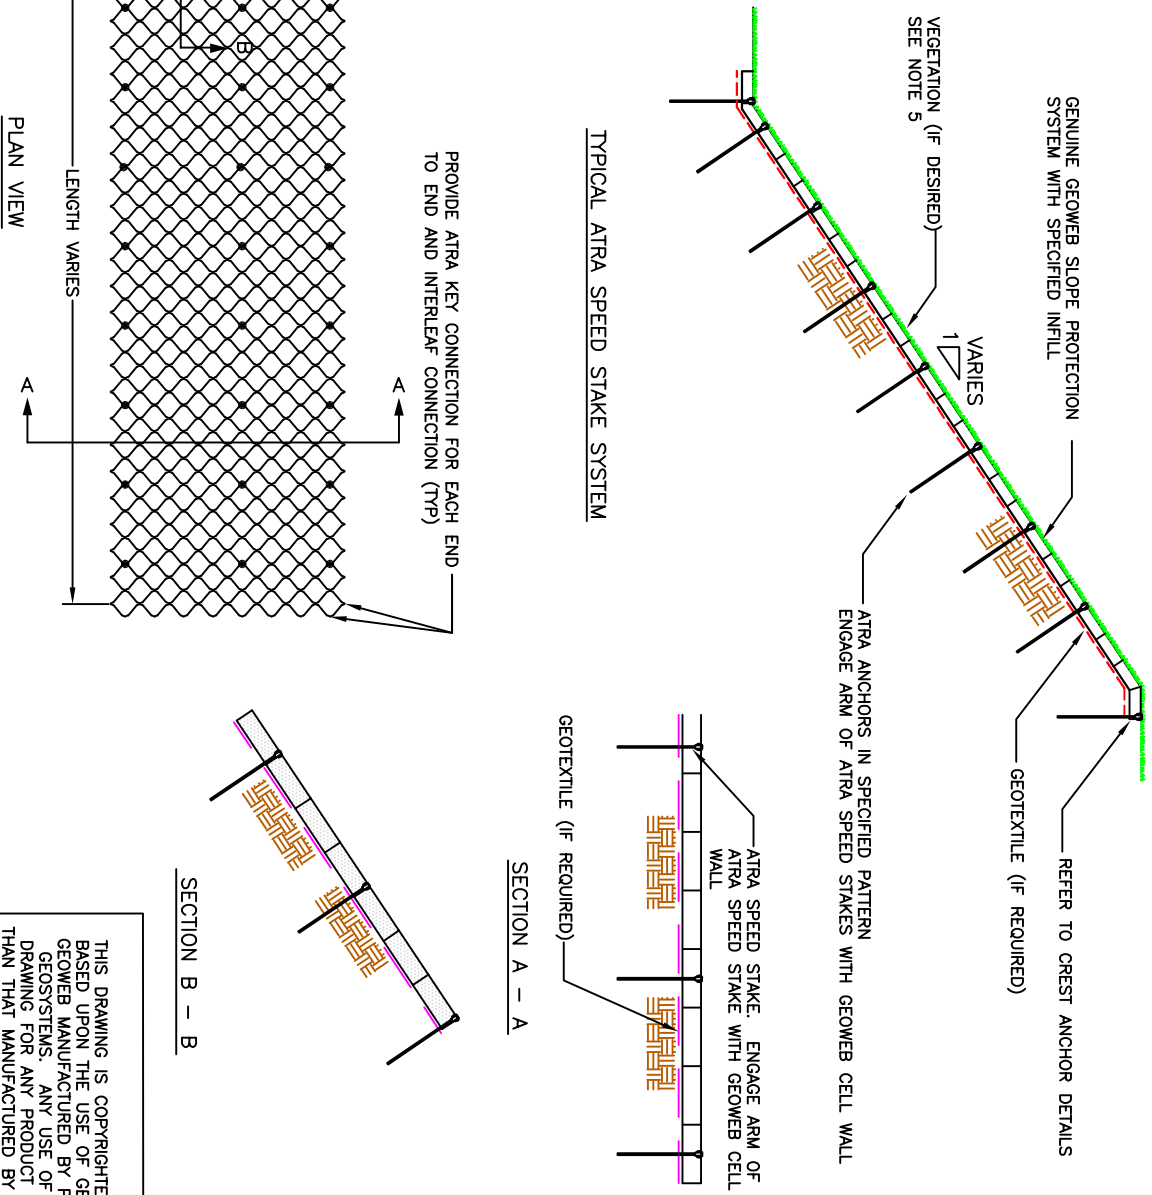 GENUINE GEOWEB SLOPE PROTECTION
SYSTEM WITH SPECIFIED INFILL
VEGETATION (IF DESIRED)
SEE NOTE 5
VARIES
1
REFER TO CREST ANCHOR DETAILS
GEOTEXTILE (IF REQUIRED)
ATRA ANCHORS IN SPECIFIED PATTERN
ENGAGE ARM OF ATRA SPEED STAKES WITH GEOWEB CELL WALL
TYPICAL ATRA SPEED STAKE SYSTEM
ATRA SPEED STAKE. ENGAGE ARM OF
ATRA SPEED STAKE WITH GEOWEB CELL
WALL
GEOTEXTILE (IF REQUIRED)
SECTION A – A
PROVIDE ATRA KEY CONNECTION FOR EACH END
TO END AND INTERLEAF CONNECTION (TYP)
A
A
B
LENGTH VARIES
PLAN VIEW
SECTION B – B
THIS DRAWING IS COPYRIGHTE
BASED UPON THE USE OF GE
GEOWEB MANUFACTURED BY P
GEOSYSTEMS. ANY USE OF
DRAWING FOR ANY PRODUCT
THAN THAT MANUFACTURED BY